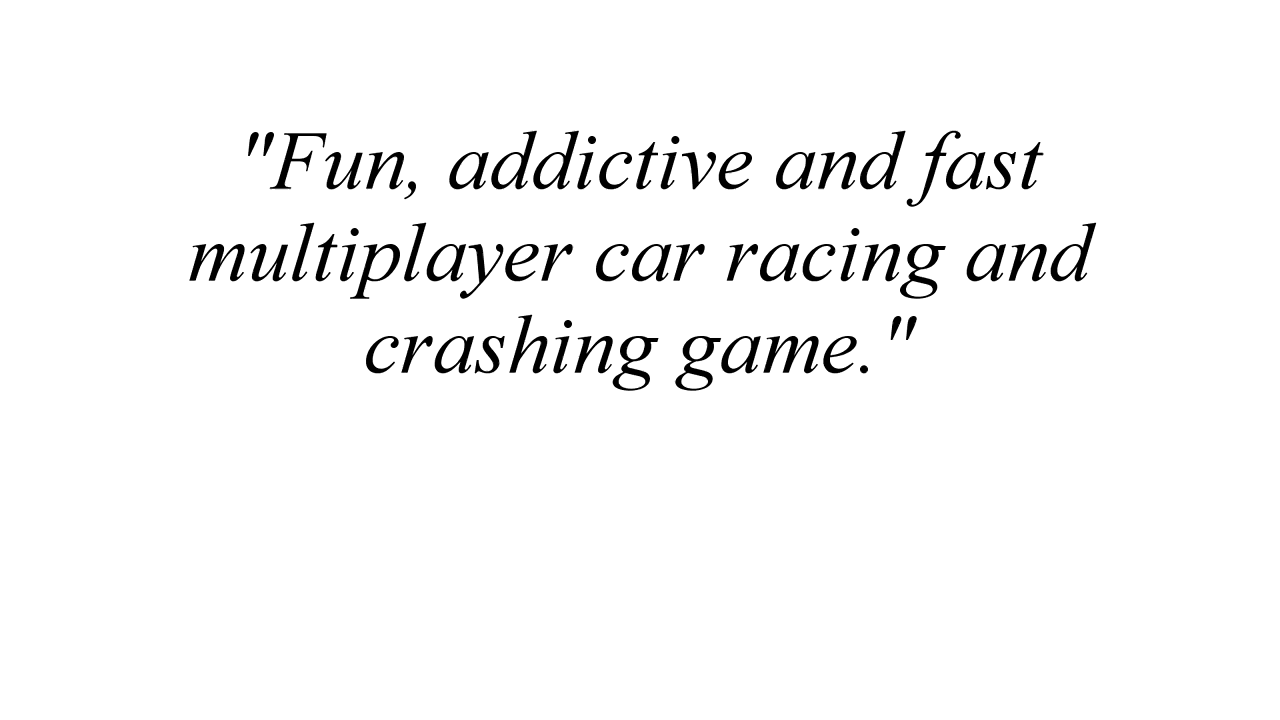 "Fun, addictive and fast
multiplayer car racing and
crashing game."